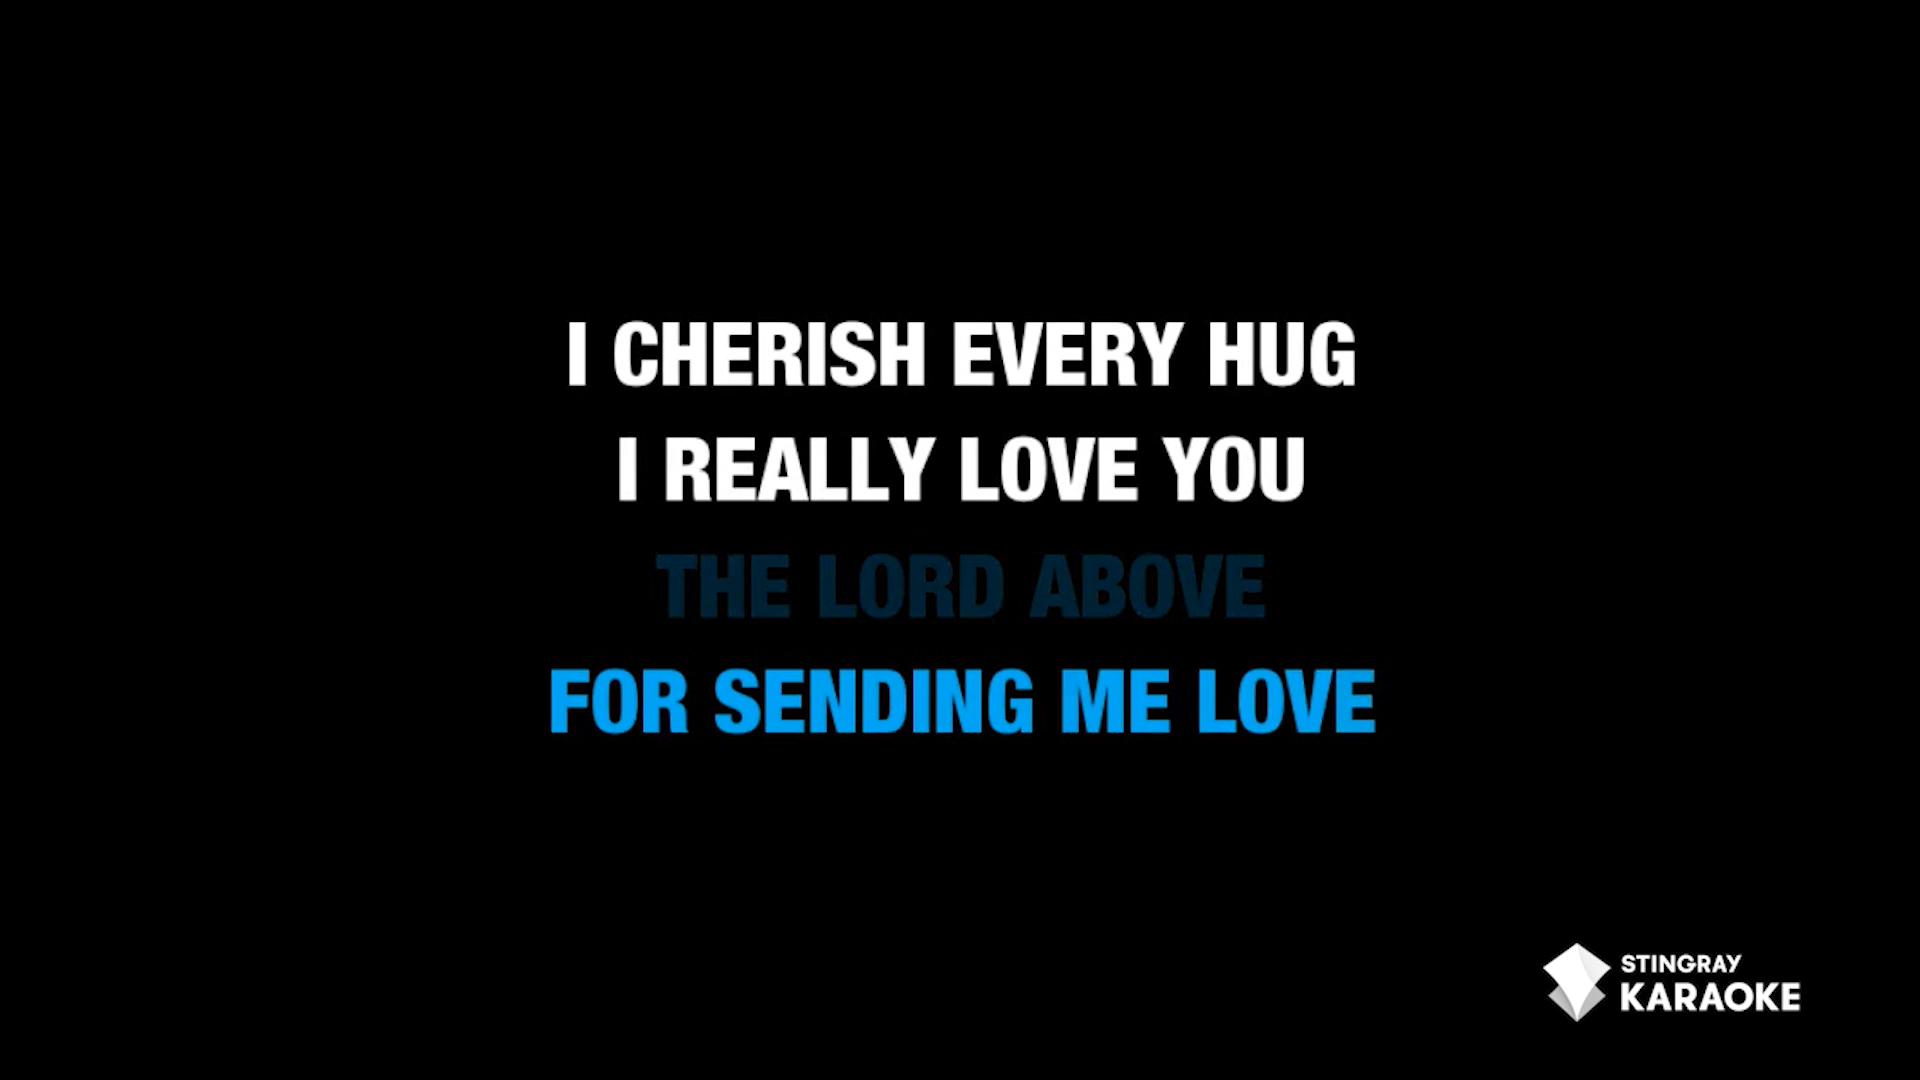 I CHERISH EVERY HUG
I REALLY LOVE YOU
THE LORD ABOVE
FOR SENDING ME LOVE
STINGRAY
KARAOKE